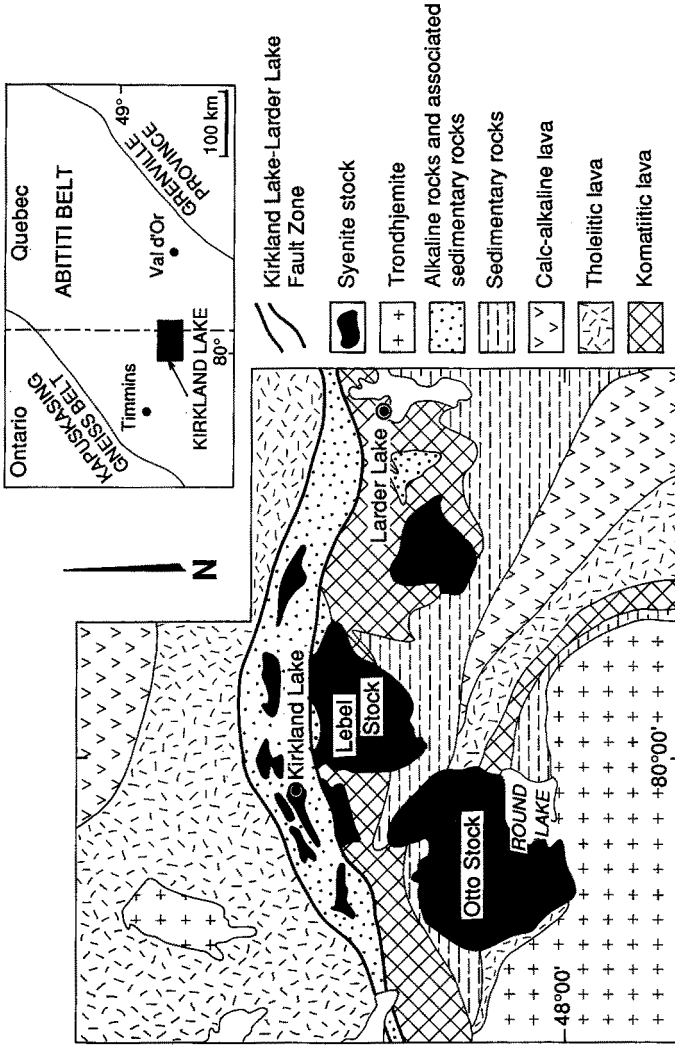 Ontario
Quebec
KAPUSKASING
GNEISS BELT
ABITITI BELT
49°
Timmins
Val d'Or
GRENVILLE
PROVINCE
KIRKLAND LAKE
80°
100 km
N
Kirkland Lake
Larder Lake
Lebel
Stock
Otto Stock
ROUND
LAKE
48°00'
80°00'
Kirkland Lake-Larder Lake
Fault Zone
Syenite stock
Trondhjemite
Alkaline rocks and associated
sedimentary rocks
Sedimentary rocks
Calc-alkaline lava
Tholeiitic lava
Komatiitic lava